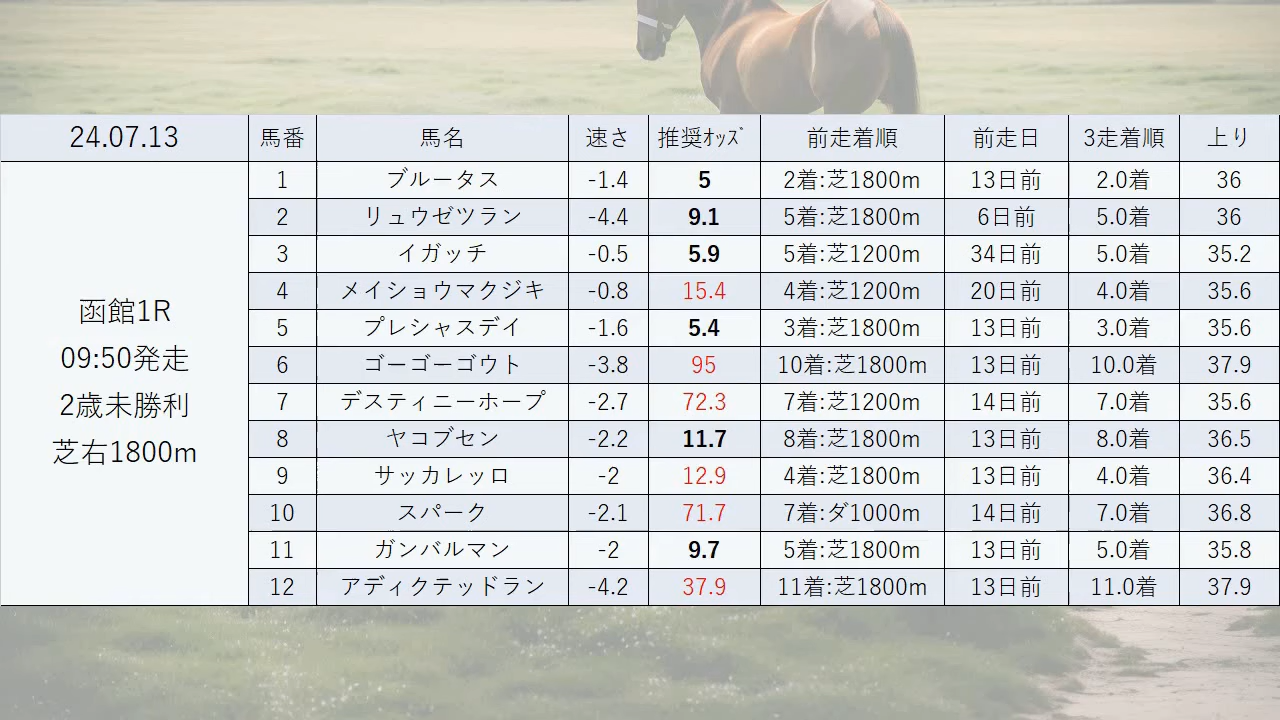 24.07.13 馬番 馬名 速さ 推奨ｵｯｽﾞ 前走着順 前走日 3走着順 上り
函館1R
09:50発走
2歳未勝利
芝右1800m
1 ブルータス -1.4 5 2着:芝1800m 13日前 2.0着 36
2 リュウゼツラン -4.4 9.1 5着:芝1800m 6日前 5.0着 36
3 イガッチ -0.5 5.9 5着:芝1200m 34日前 5.0着 35.2
4 メイショウマクジキ -0.8 15.4 4着:芝1200m 20日前 4.0着 35.6
5 プレシャスデイ -1.6 5.4 3着:芝1800m 13日前 3.0着 35.6
6 ゴーゴーゴウト -3.8 95 10着:芝1800m 13日前 10.0着 37.9
7 デスティニーホープ -2.7 72.3 7着:芝1200m 14日前 7.0着 35.6
8 ヤコブセン -2.2 11.7 8着:芝1800m 13日前 8.0着 36.5
9 サッカレッロ -2 12.9 4着:芝1800m 13日前 4.0着 36.4
10 スパーク -2.1 71.7 7着:ダ1000m 14日前 7.0着 36.8
11 ガンバルマン -2 9.7 5着:芝1800m 13日前 5.0着 35.8
12 アディクテッドラン -4.2 37.9 11着:芝1800m 13日前 11.0着 37.9